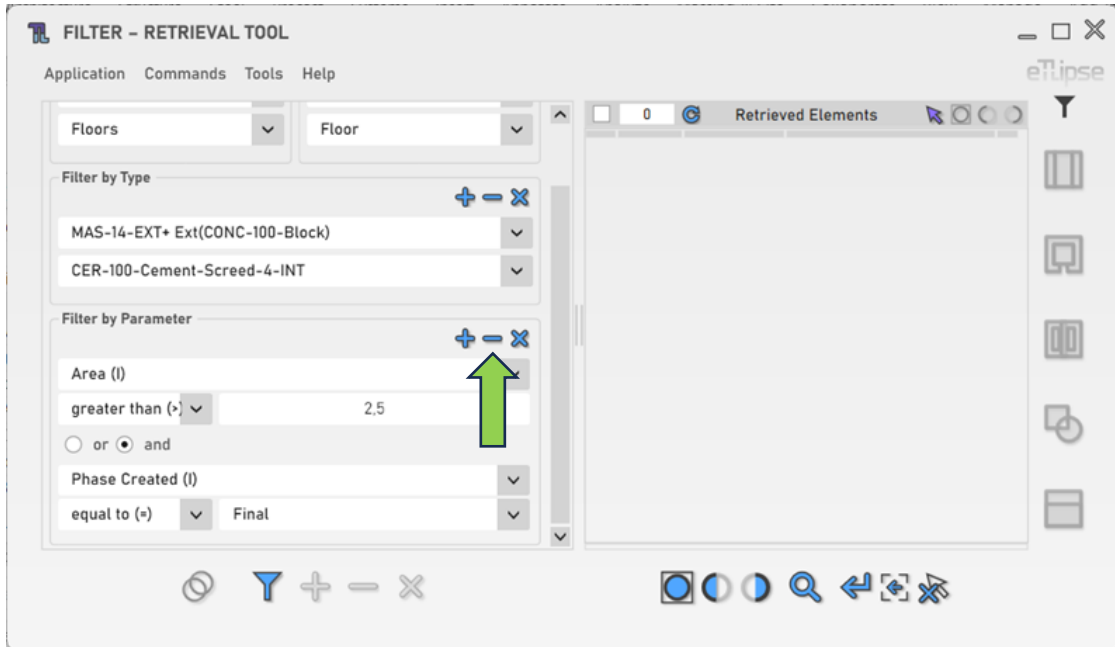 FILTER – RETRIEVAL TOOL
Application Commands Tools Help
eTLipse
Floors Floor
0 Retrieved Elements
Filter by Type
MAS-14-EXT+ Ext(CONC-100-Block)
CER-100-Cement-Screed-4-INT
Filter by Parameter
Area (I)
greater than (>) 2,5
or and
Phase Created (I)
equal to (=) Final